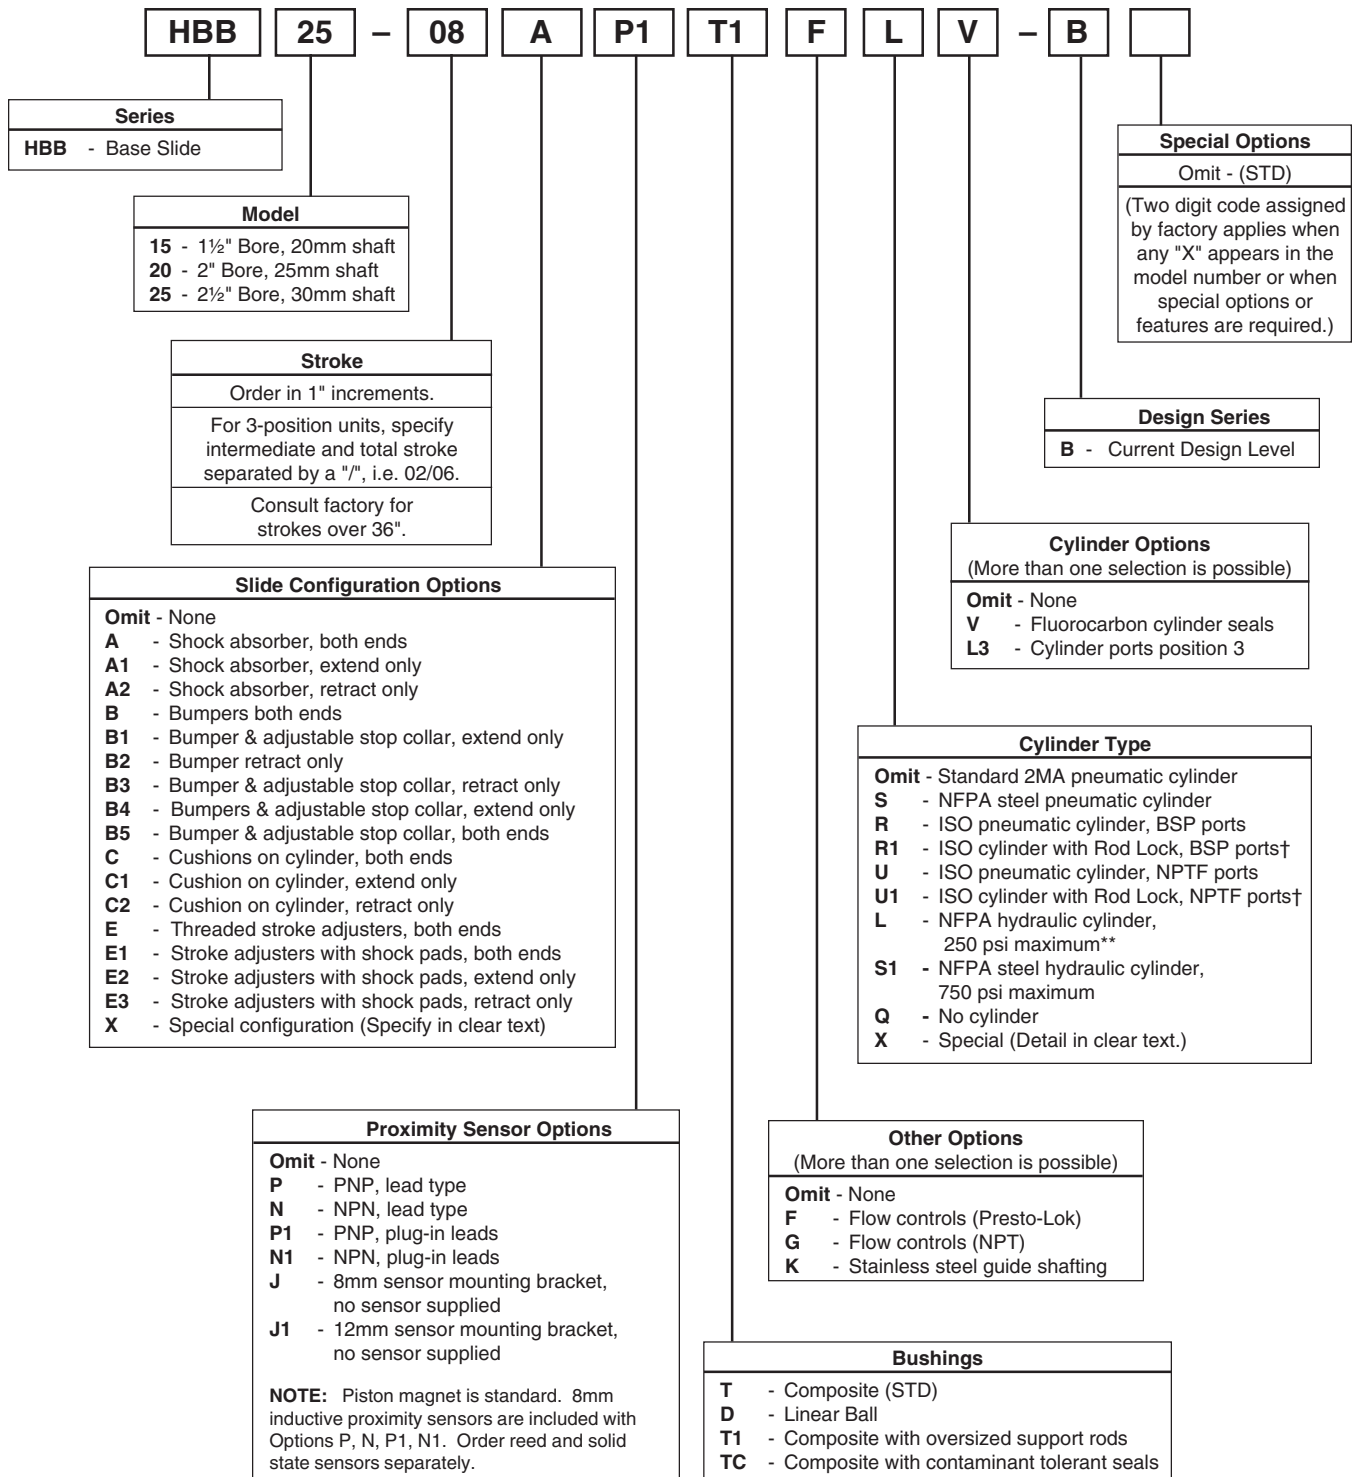 HBB 25 – 08 A P1 T1 F L V – B
Series
HBB - Base Slide
Model
15 - 1½" Bore, 20mm shaft
20 - 2" Bore, 25mm shaft
25 - 2½" Bore, 30mm shaft
Stroke
Order in 1" increments.
For 3-position units, specify
intermediate and total stroke
separated by a "/", i.e. 02/06.
Consult factory for
strokes over 36".
Slide Configuration Options
Omit - None
A - Shock absorber, both ends
A1 - Shock absorber, extend only
A2 - Shock absorber, retract only
B - Bumpers both ends
B1 - Bumper & adjustable stop collar, extend only
B2 - Bumper retract only
B3 - Bumper & adjustable stop collar, retract only
B4 - Bumpers & adjustable stop collar, extend only
B5 - Bumper & adjustable stop collar, both ends
C - Cushions on cylinder, both ends
C1 - Cushion on cylinder, extend only
C2 - Cushion on cylinder, retract only
E - Threaded stroke adjusters, both ends
E1 - Stroke adjusters with shock pads, both ends
E2 - Stroke adjusters with shock pads, extend only
E3 - Stroke adjusters with shock pads, retract only
X - Special configuration (Specify in clear text)
Proximity Sensor Options
Omit - None
P - PNP, lead type
N - NPN, lead type
P1 - PNP, plug-in leads
N1 - NPN, plug-in leads
J - 8mm sensor mounting bracket,
no sensor supplied
J1 - 12mm sensor mounting bracket,
no sensor supplied
NOTE: Piston magnet is standard. 8mm
inductive proximity sensors are included with
Options P, N, P1, N1. Order reed and solid
state sensors separately.
Bushings
T - Composite (STD)
D - Linear Ball
T1 - Composite with oversized support rods
TC - Composite with contaminant tolerant seals
Other Options
(More than one selection is possible)
Omit - None
F - Flow controls (Presto-Lok)
G - Flow controls (NPT)
K - Stainless steel guide shafting
Cylinder Type
Omit - Standard 2MA pneumatic cylinder
S - NFPA steel pneumatic cylinder
R - ISO pneumatic cylinder, BSP ports
R1 - ISO cylinder with Rod Lock, BSP ports†
U - ISO pneumatic cylinder, NPTF ports
U1 - ISO cylinder with Rod Lock, NPTF ports†
L - NFPA hydraulic cylinder,
250 psi maximum**
S1 - NFPA steel hydraulic cylinder,
750 psi maximum
Q - No cylinder
X - Special (Detail in clear text.)
Cylinder Options
(More than one selection is possible)
Omit - None
V - Fluorocarbon cylinder seals
L3 - Cylinder ports position 3
Design Series
B - Current Design Level
Special Options
Omit - (STD)
(Two digit code assigned
by factory applies when
any "X" appears in the
model number or when
special options or
features are required.)